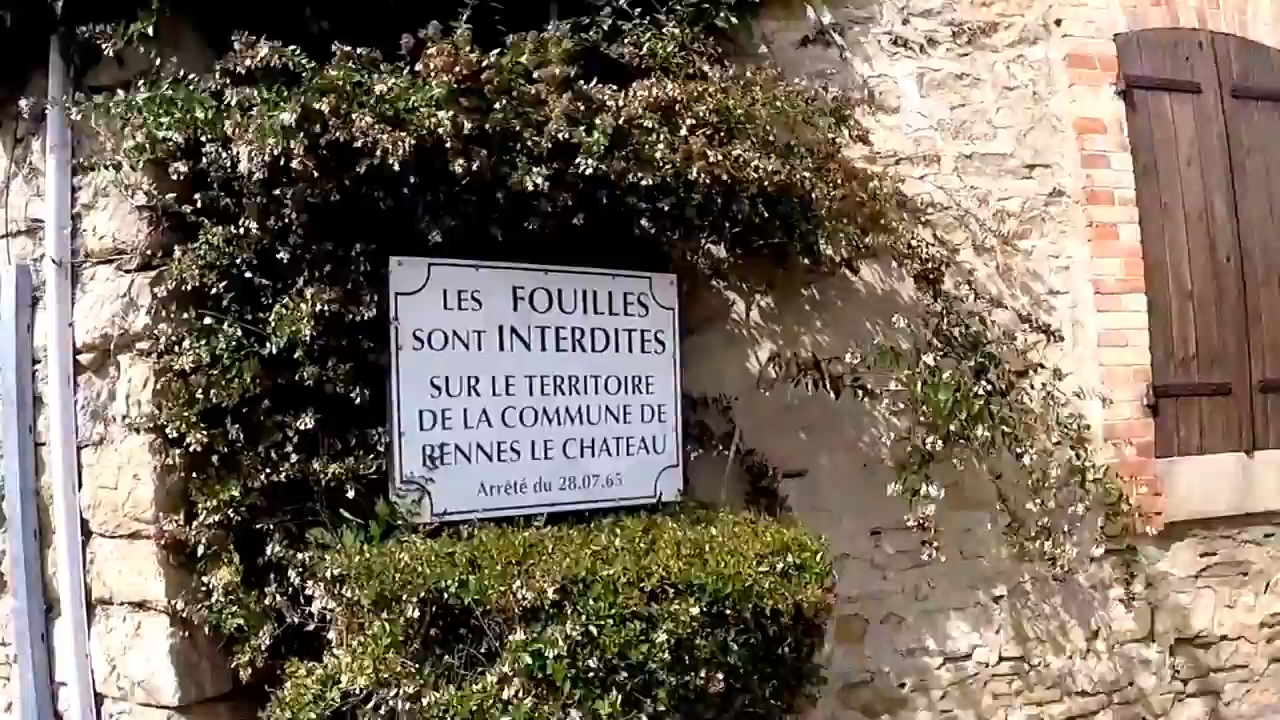 LES FOUILLES
SONT INTERDITES
SUR LE TERRITOIRE
DE LA COMMUNE DE
RENNES LE CHATEAU
Arrêté du 28.07.65